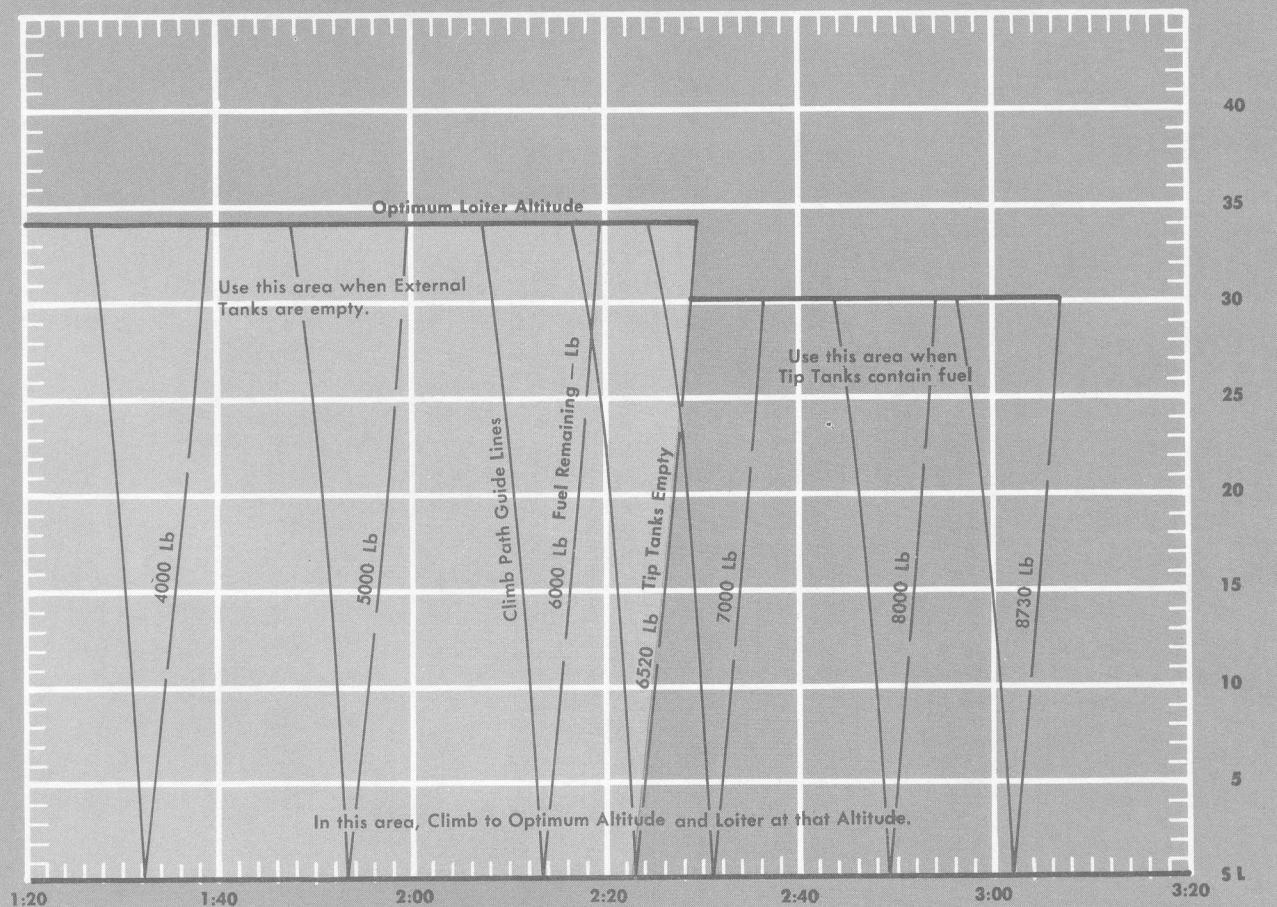 40
Optimum Loiter Altitude
35
Use this area when External
Tanks are empty.
30
Use this area when
Tip Tanks contain fuel
25
Climb Path Guide Lines
6000 Lb Fuel Remaining — Lb
6520 Lb Tip Tanks Empty
20
4000 Lb
5000 Lb
7000 Lb
8000 Lb
8730 Lb
15
10
5
In this area, Climb to Optimum Altitude and Loiter at that Altitude.
S L
1:20 1:40 2:00 2:20 2:40 3:00 3:20